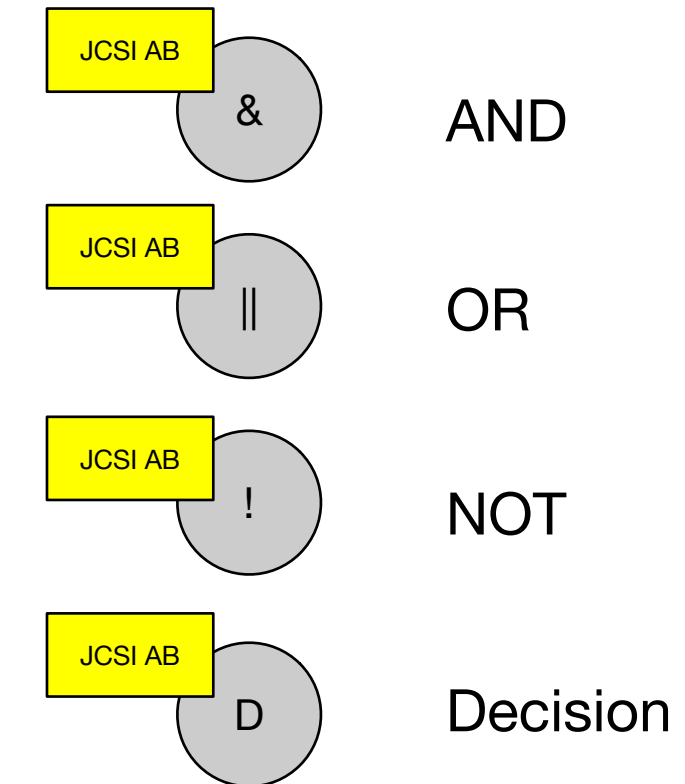 JCSI AB
&
AND
JCSI AB
||
OR
JCSI AB
!
NOT
JCSI AB
D
Decision